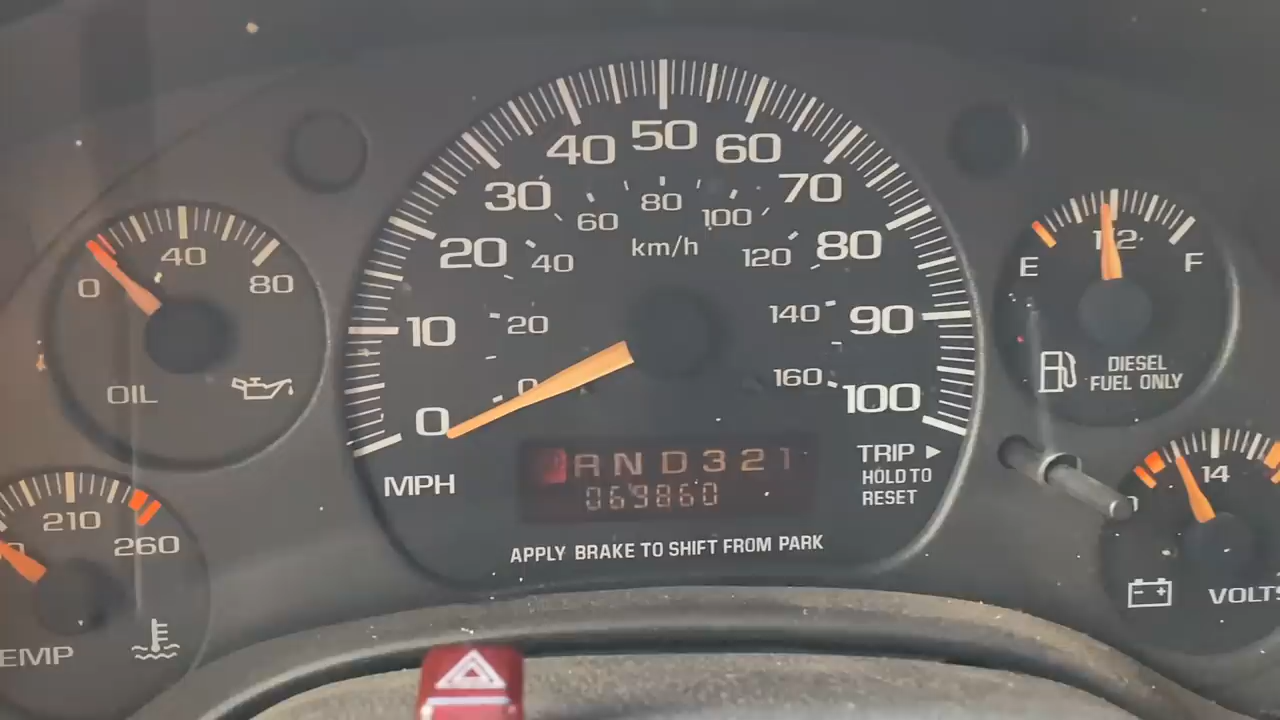 50
40 60
30 70
80
60 100
km/h
20 80
40 120
10 90
20 140
0 100
0 160
MPH
RND321
069860
TRIP ▶
HOLD TO
RESET
APPLY BRAKE TO SHIFT FROM PARK
40
0 80
OIL
210
260
EMP
1/2
E F
DIESEL
FUEL ONLY
14
VOLTS